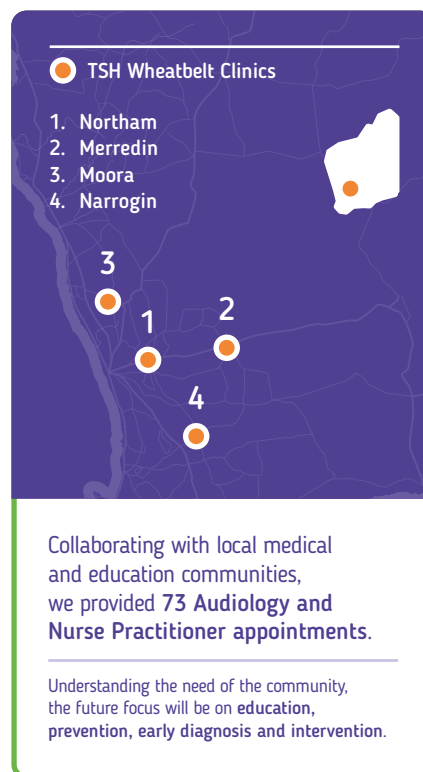 TSH Wheatbelt Clinics
1. Northam
2. Merredin
3. Moora
4. Narrogin
3
1
2
4
Collaborating with local medical
and education communities,
we provided 73 Audiology and
Nurse Practitioner appointments.
Understanding the need of the community,
the future focus will be on education,
prevention, early diagnosis and intervention.